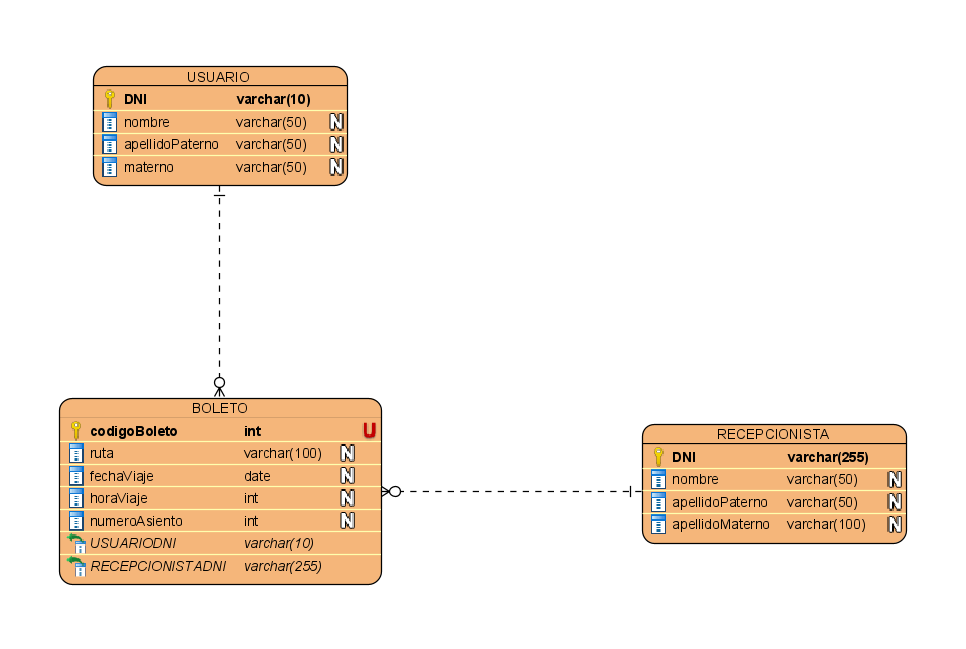 USUARIO
DNI varchar(10)
nombre varchar(50) N
apellidoPaterno varchar(50) N
materno varchar(50) N
BOLETO
codigoBoleto int U
ruta varchar(100) N
fechaViaje date N
horaViaje int N
numeroAsiento int N
USUARIODNI varchar(10)
RECEPCIONISTADNI varchar(255)
RECEPCIONISTA
DNI varchar(255)
nombre varchar(50) N
apellidoPaterno varchar(50) N
apellidoMaterno varchar(100) N